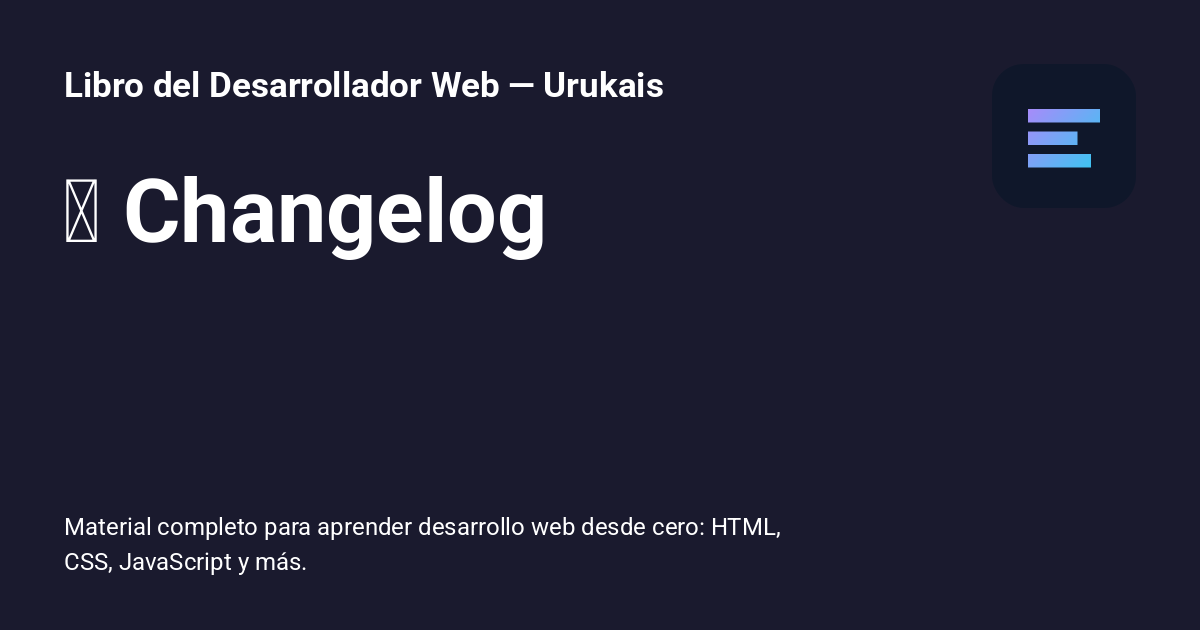 Libro del Desarrollador Web — Urukais
Changelog
Material completo para aprender desarrollo web desde cero: HTML,
CSS, JavaScript y más.